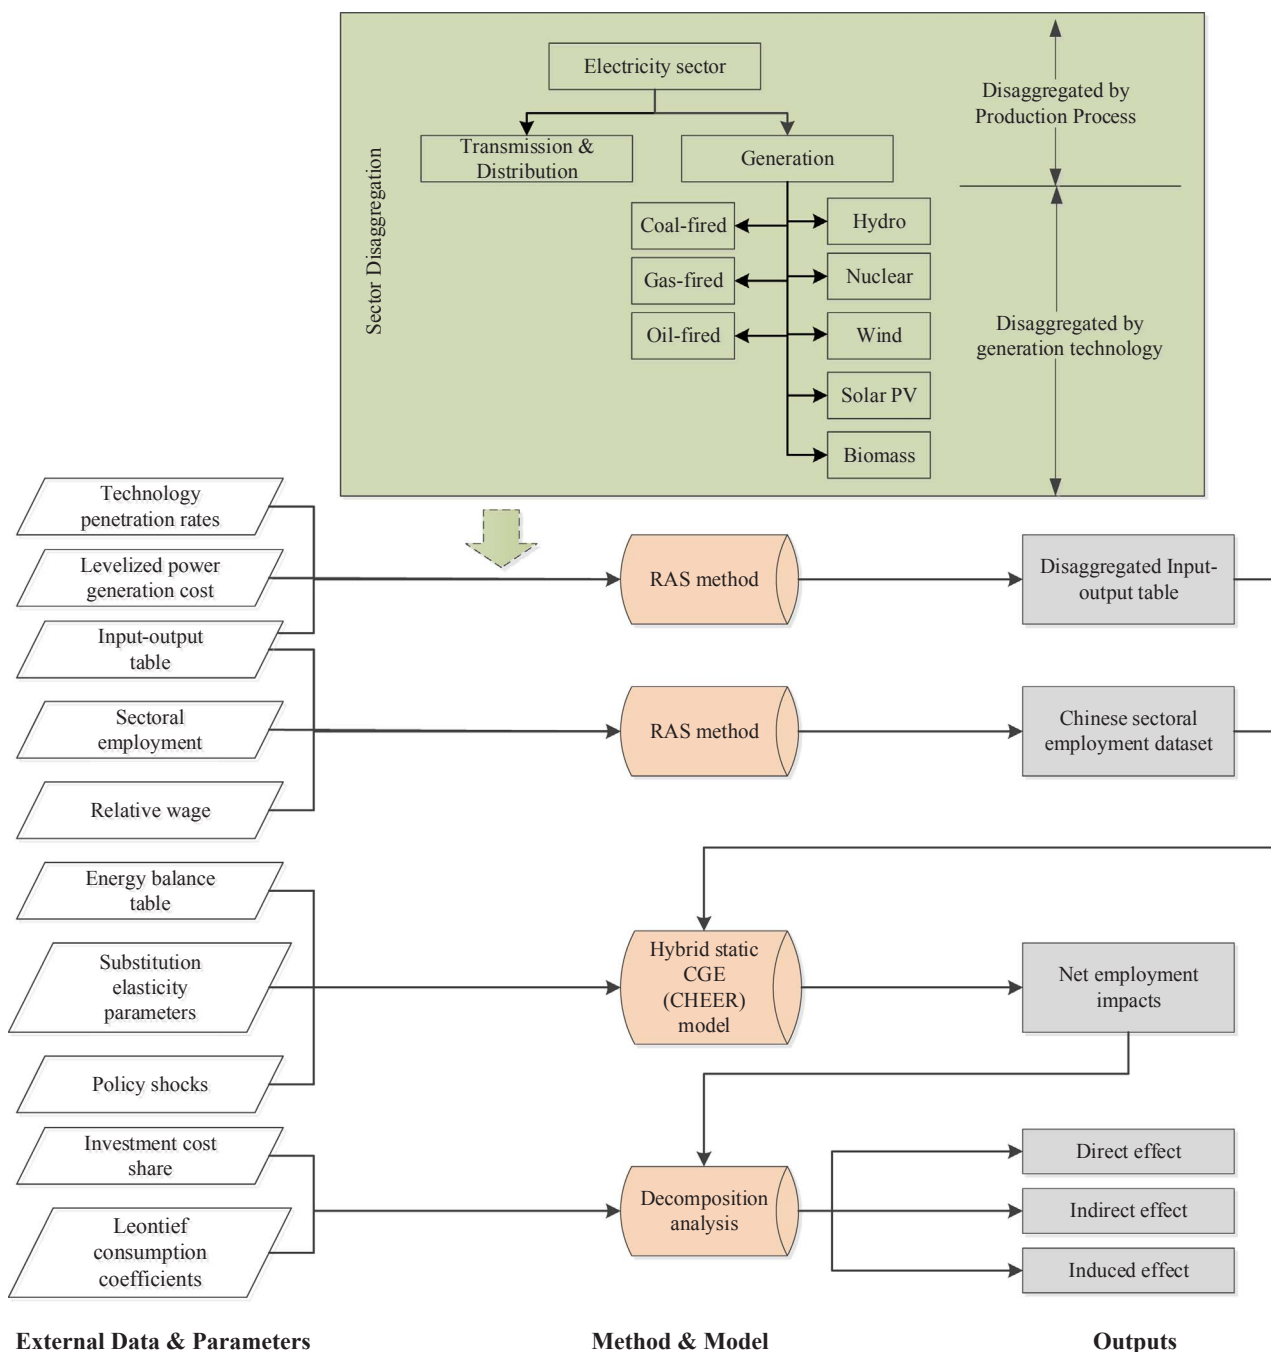 Electricity sector
Disaggregated by
Production Process
Transmission &
Distribution
Generation
Sector Disaggregation
Coal-fired
Hydro
Gas-fired
Nuclear
Oil-fired
Wind
Disaggregated by
generation technology
Solar PV
Biomass
Technology
penetration rates
Levelized power
generation cost
RAS method
Disaggregated Input-
output table
Input-output
table
Sectoral
employment
RAS method
Chinese sectoral
employment dataset
Relative wage
Energy balance
table
Substitution
elasticity
parameters
Hybrid static
CGE
(CHEER)
model
Net employment
impacts
Policy shocks
Investment cost
share
Direct effect
Decomposition
analysis
Indirect effect
Leontief
consumption
coefficients
Induced effect
External Data & Parameters
Method & Model
Outputs